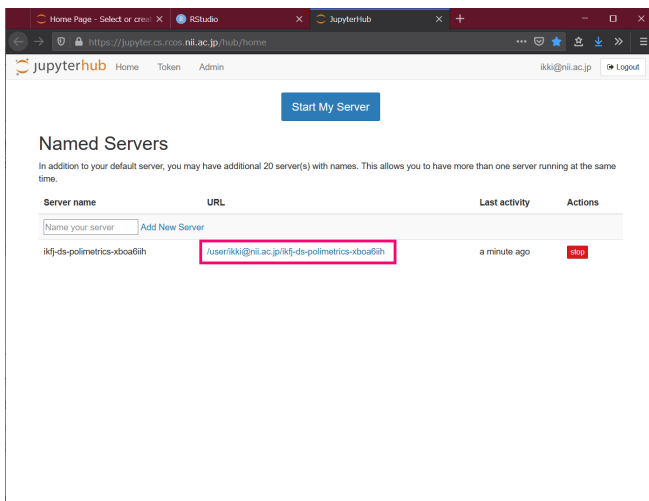 Home Page - Select or creat
RStudio
JupyterHub
https://jupyter.cs.rcos.nii.ac.jp/hub/home
jupyterhub Home Token Admin ikki@nii.ac.jp Logout
Start My Server
Named Servers
In addition to your default server, you may have additional 20 server(s) with names. This allows you to have more than one server running at the same
time.
Server name URL Last activity Actions
Name your server Add New Server
ikfj-ds-polimetrics-xboa6iih /user/ikki@nii.ac.jp/ikfj-ds-polimetrics-xboa6iih a minute ago stop